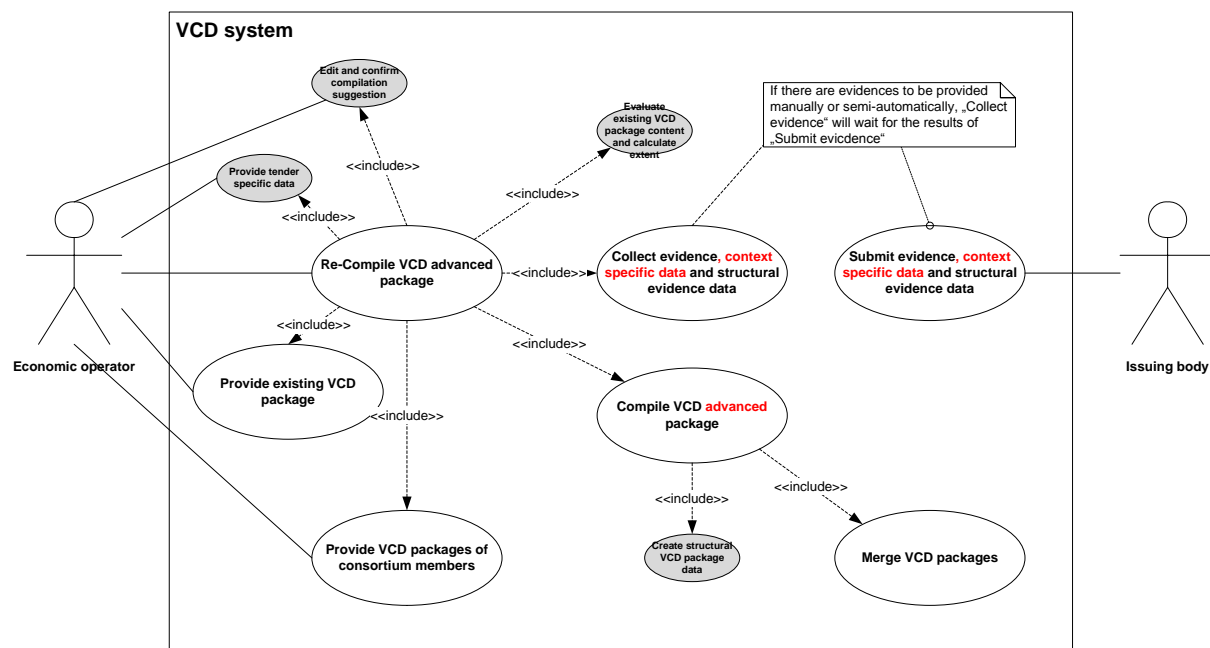 VCD system
Edit and confirm
compilation
suggestion
If there are evidences to be provided
manually or semi-automatically, „Collect
evidence“ will wait for the results of
„Submit evicdence“
Evaluate
existing VCD
package content
and calculate
extent
<<include>>
Provide tender
specific data
<<include>>
<<include>>
Re-Compile VCD advanced
package
<<include>>
Collect evidence, context
specific data and structural
evidence data
Submit evidence, context
specific data and structural
evidence data
<<include>>
<<include>>
Economic operator
Issuing body
Provide existing VCD
package
<<include>>
Compile VCD advanced
package
<<include>>
<<include>>
Provide VCD packages of
consortium members
Create structural
VCD package
data
Merge VCD packages